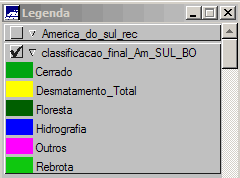 Legenda
America_do_sul_rec
classificacao_final_Am_SUL_BO
Cerrado
Desmatamento_Total
Floresta
Hidrografia
Outros
Rebrota